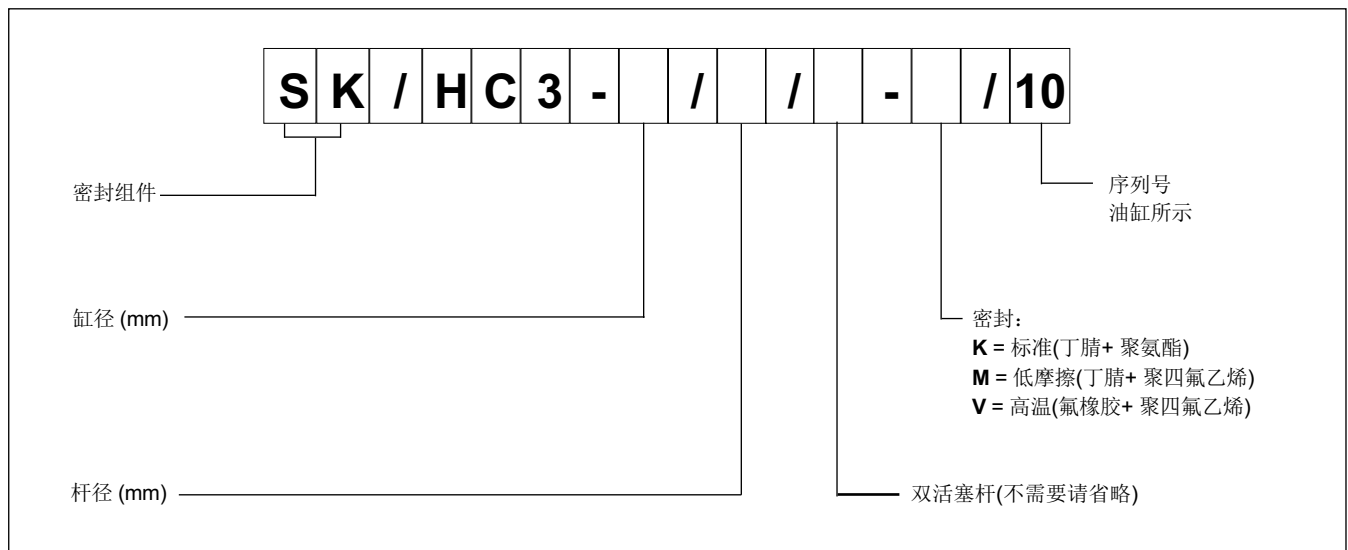 SK/HC3- / / - /10
密封组件
序列号
油缸所示
缸径 (mm)
密封：
K = 标准(丁腈+ 聚氨酯)
M = 低摩擦(丁腈+ 聚四氟乙烯)
V = 高温(氟橡胶+ 聚四氟乙烯)
杆径 (mm)
双活塞杆(不需要请省略)